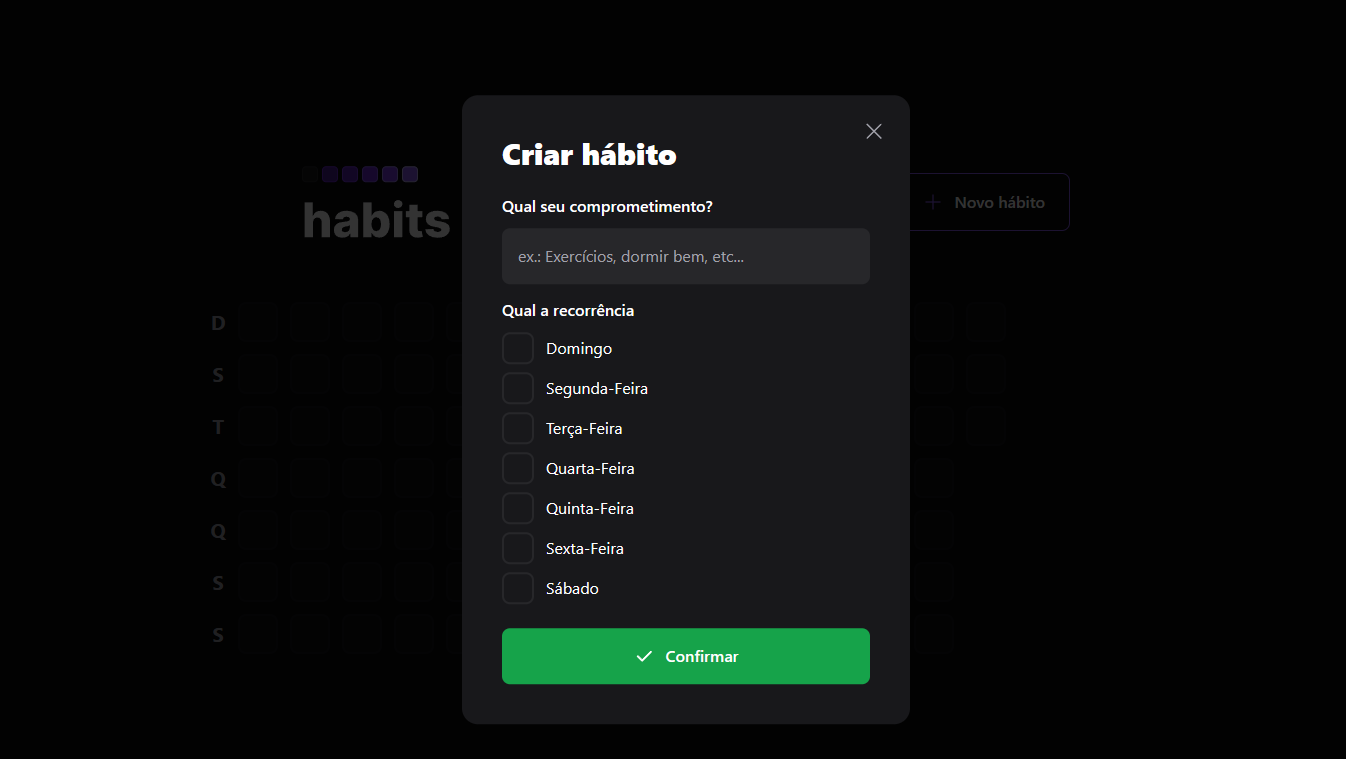 Criar hábito
habits
Novo hábito
Qual seu comprometimento?
ex.: Exercícios, dormir bem, etc...
Qual a recorrência
Domingo
Segunda-Feira
Terça-Feira
Quarta-Feira
Quinta-Feira
Sexta-Feira
Sábado
Confirmar
D
S
T
Q
Q
S
S